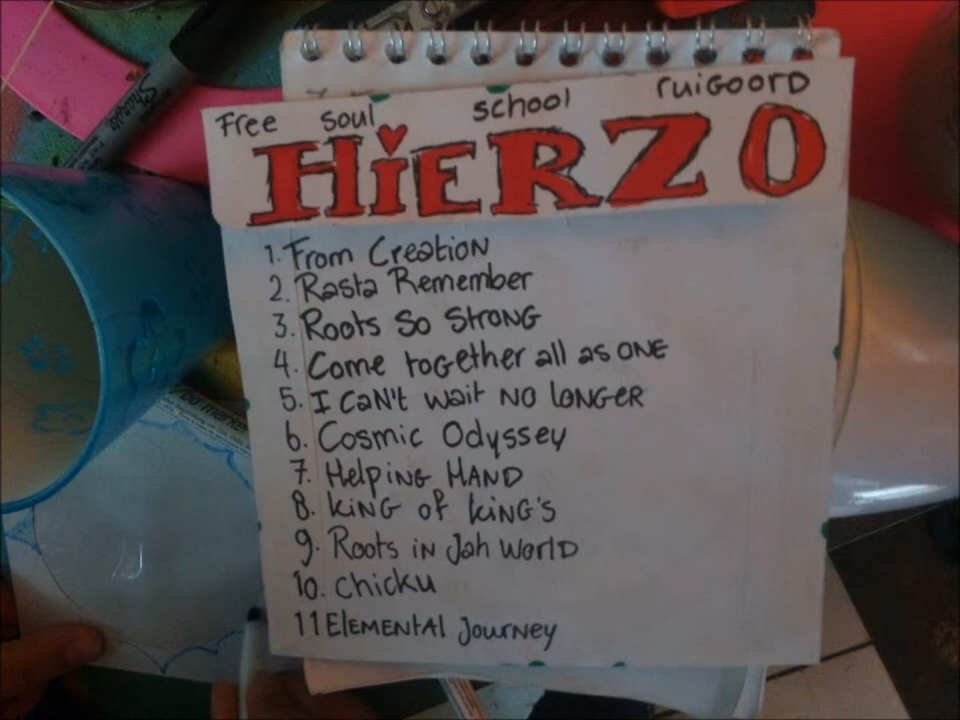 Sharpie
Free soul school ruigoord
HiERZO
1. From Creation
2. Rasta Remember
3. Roots So Strong
4. Come together all as one
5. I can't wait no longer
6. Cosmic Odyssey
7. Helping Hand
8. King of King's
9. Roots in Jah World
10. Chicku
11 Elemental Journey